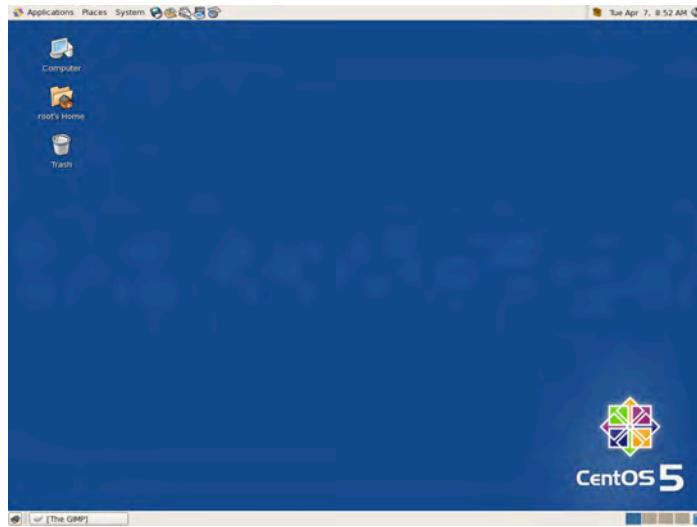 Applications Places System
Tue Apr 7, 8:52 AM
Computer
root's Home
Trash
CentOS 5
[The GIMP]